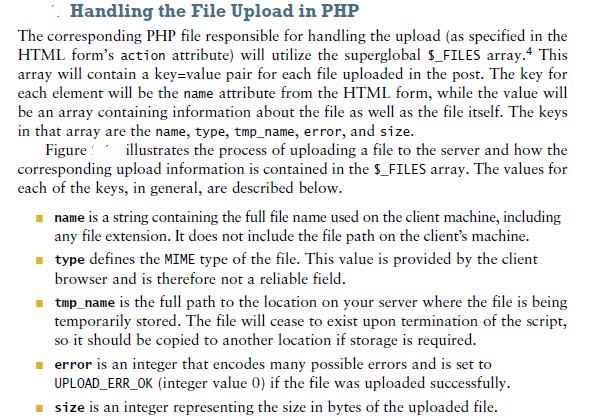 Handling the File Upload in PHP
The corresponding PHP file responsible for handling the upload (as specified in the
HTML form's action attribute) will utilize the superglobal $_FILES array.4 This
array will contain a key=value pair for each file uploaded in the post. The key for
each element will be the name attribute from the HTML form, while the value will
be an array containing information about the file as well as the file itself. The keys
in that array are the name, type, tmp_name, error, and size.
Figure illustrates the process of uploading a file to the server and how the
corresponding upload information is contained in the $_FILES array. The values for
each of the keys, in general, are described below.
■ name is a string containing the full file name used on the client machine, including
any file extension. It does not include the file path on the client's machine.
■ type defines the MIME type of the file. This value is provided by the client
browser and is therefore not a reliable field.
■ tmp_name is the full path to the location on your server where the file is being
temporarily stored. The file will cease to exist upon termination of the script,
so it should be copied to another location if storage is required.
■ error is an integer that encodes many possible errors and is set to
UPLOAD_ERR_OK (integer value 0) if the file was uploaded successfully.
■ size is an integer representing the size in bytes of the uploaded file.